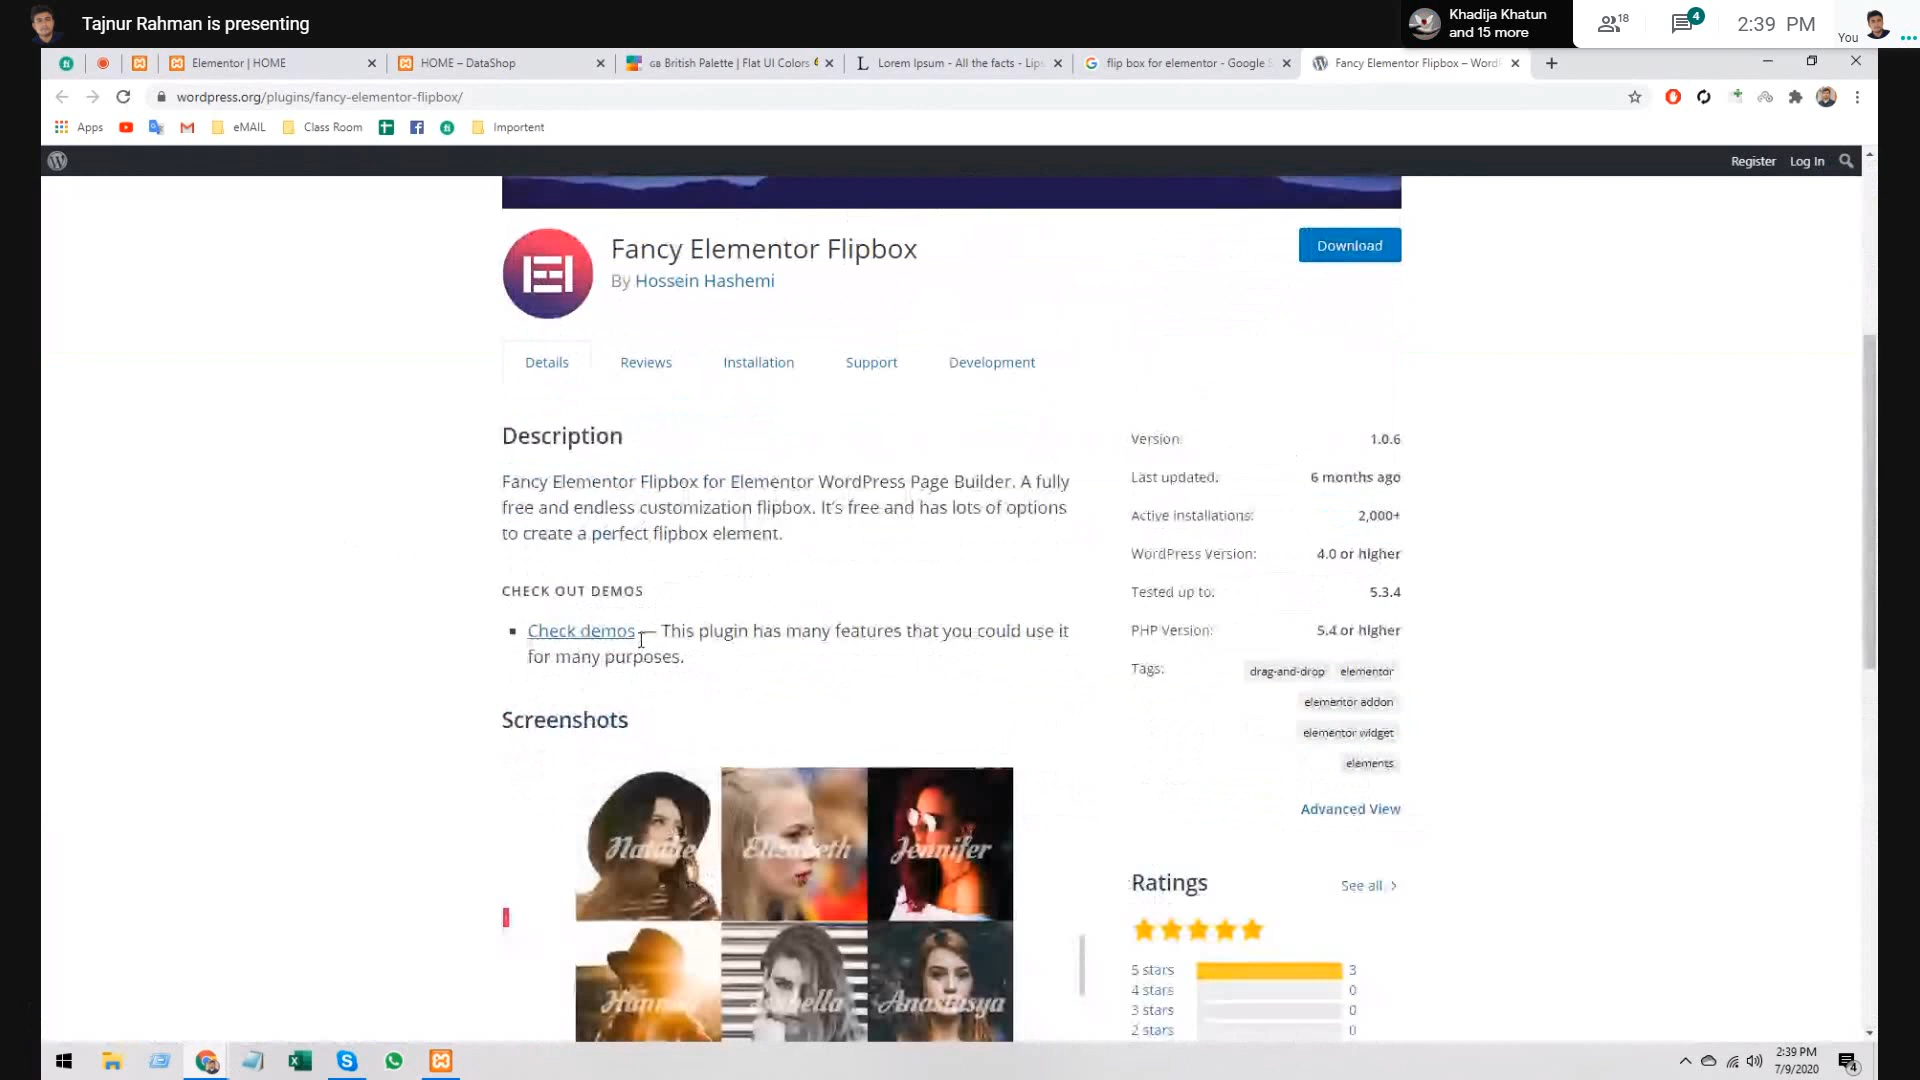 Tajnur Rahman is presenting
Khadija Khatun
and 15 more
18
4
2:39 PM
You
Elementor | HOME
HOME – DataShop
GB British Palette | Flat UI Colors
Lorem Ipsum - All the facts - Lip
flip box for elementor - Google S
Fancy Elementor Flipbox – Word
wordpress.org/plugins/fancy-elementor-flipbox/
Apps
eMAIL
Class Room
Importent
Register
Log In
Fancy Elementor Flipbox
By Hossein Hashemi
Download
Details
Reviews
Installation
Support
Development
Description
Fancy Elementor Flipbox for Elementor WordPress Page Builder. A fully
free and endless customization flipbox. It's free and has lots of options
to create a perfect flipbox element.
CHECK OUT DEMOS
Check demos — This plugin has many features that you could use it
for many purposes.
Screenshots
Natalie
Elizabeth
Jennifer
Anastasya
Version: 1.0.6
Last updated: 6 months ago
Active installations: 2,000+
WordPress Version: 4.0 or higher
Tested up to: 5.3.4
PHP Version: 5.4 or higher
Tags: drag-and-drop elementor
elementor addon
elementor widget
elements
Advanced View
Ratings
See all
5 stars 3
4 stars 0
3 stars 0
2 stars 0
2:39 PM
7/9/2020
4